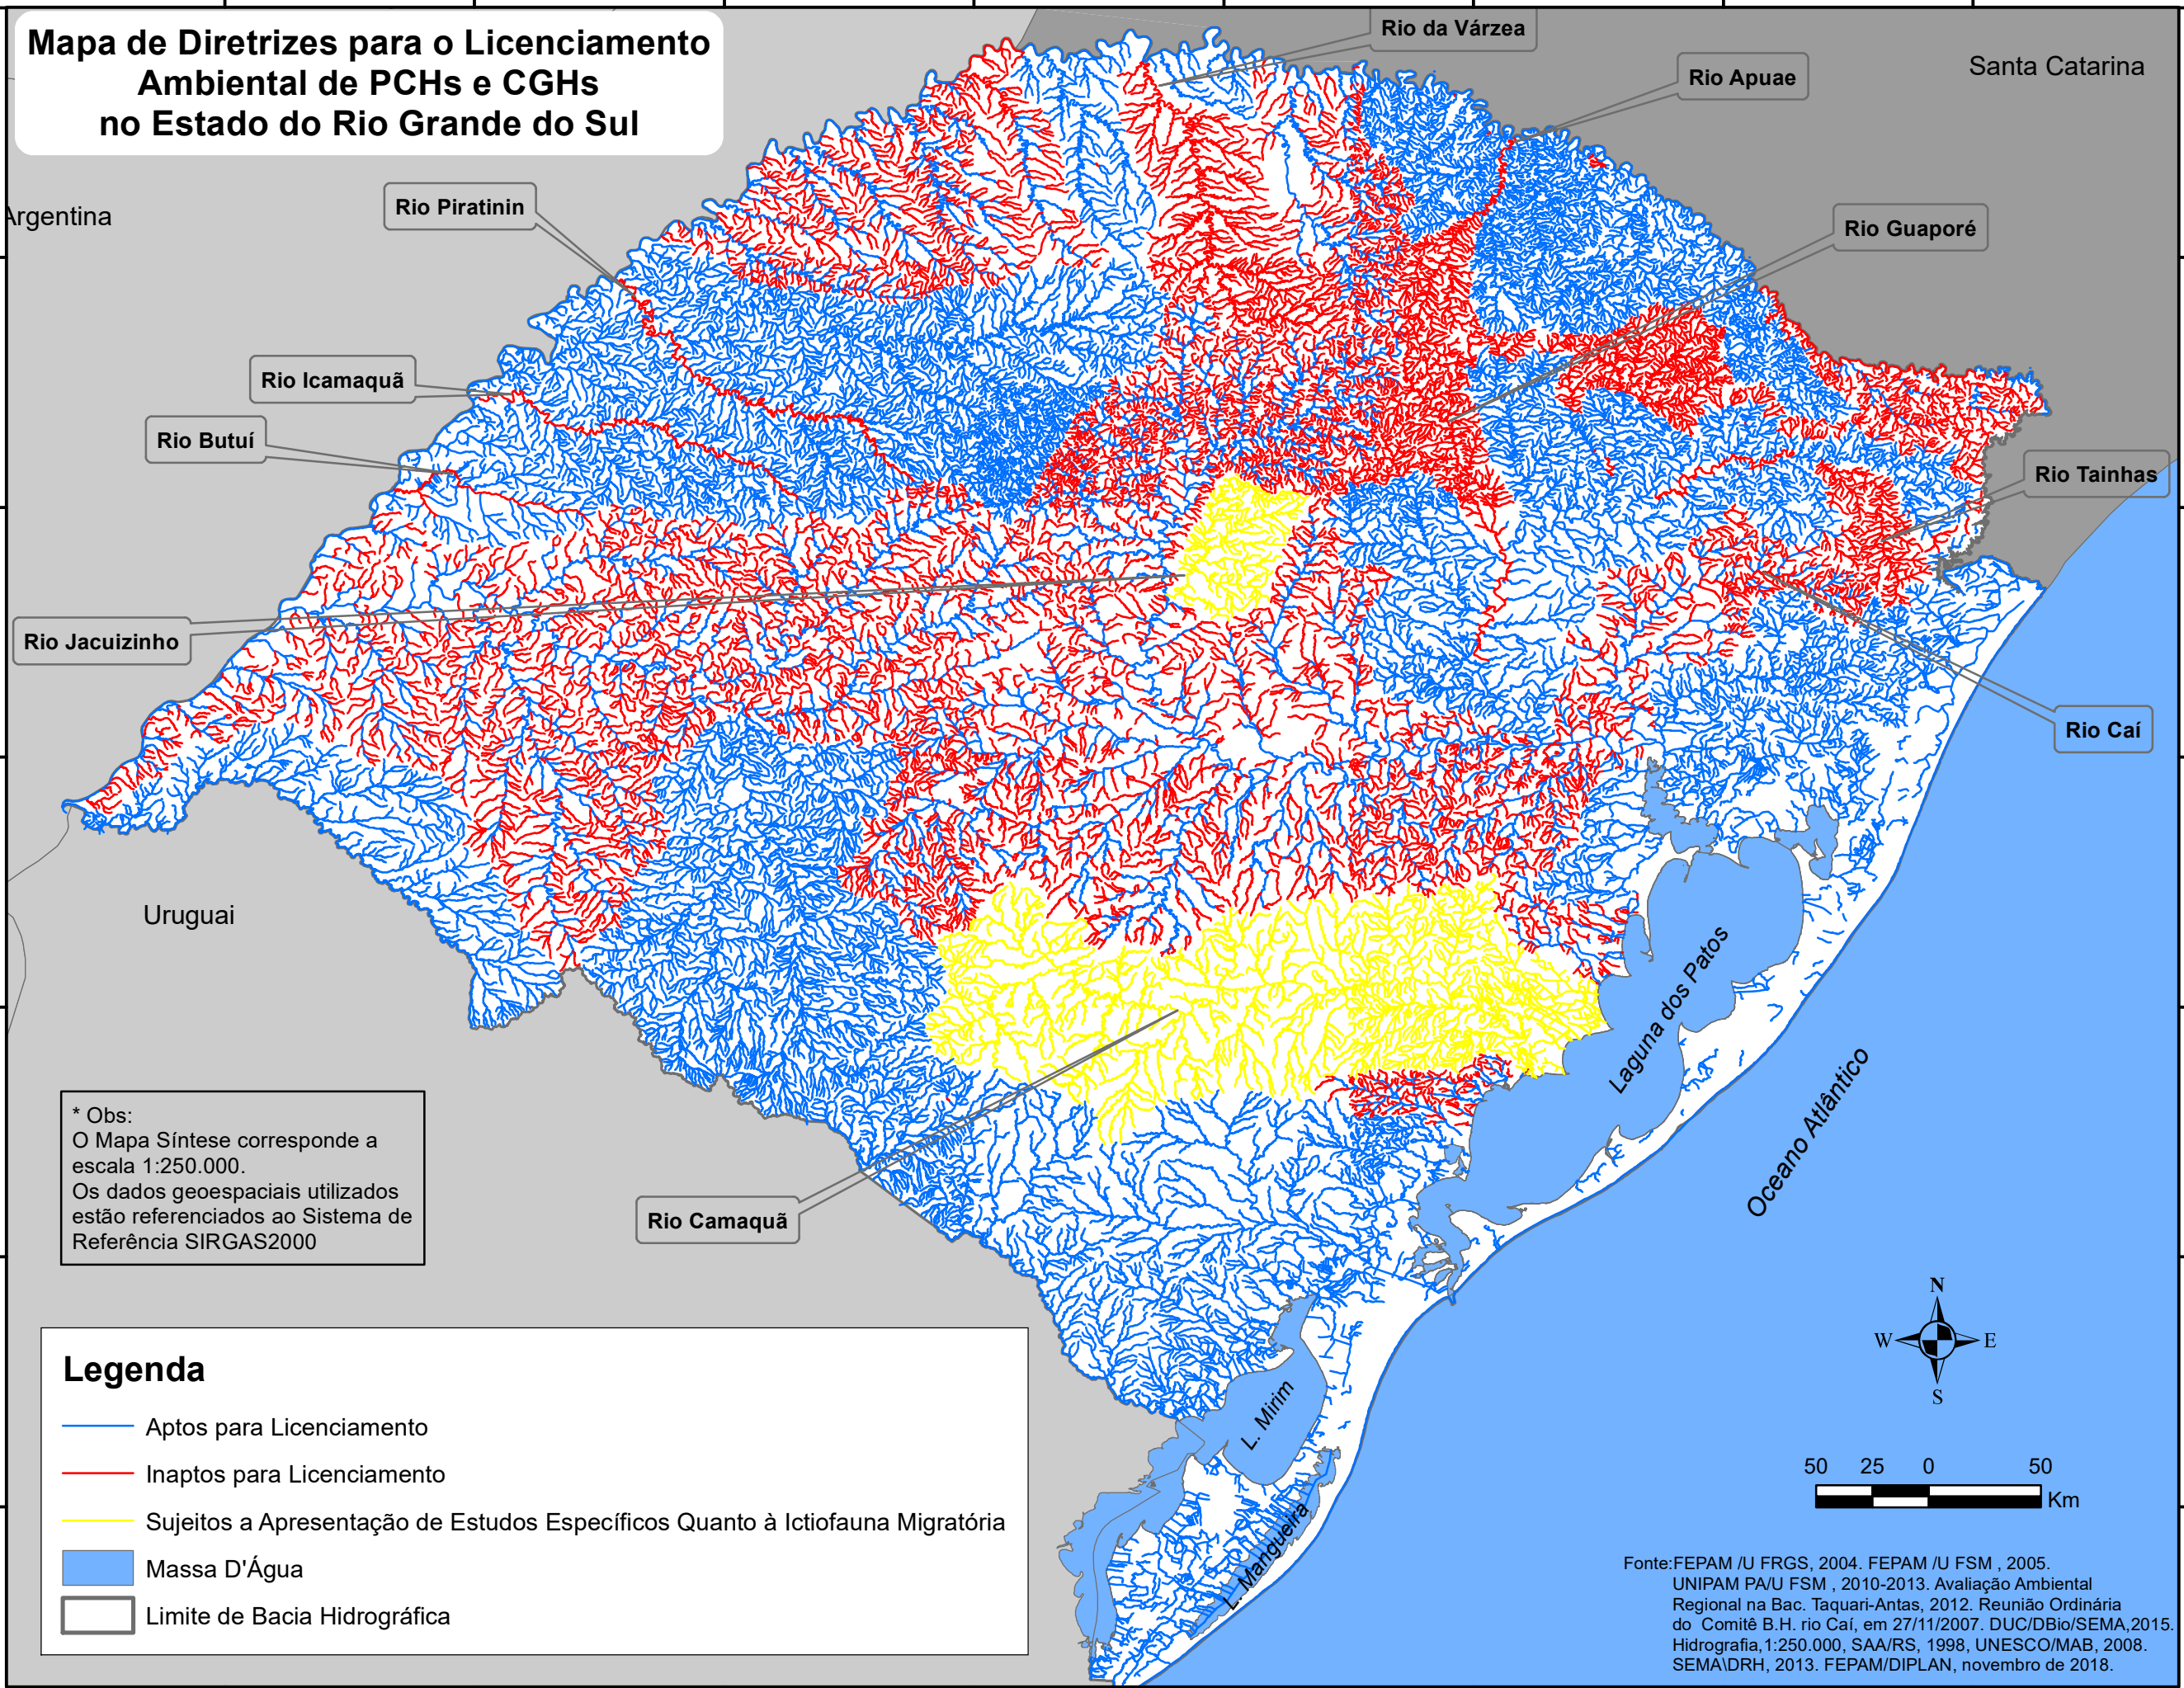 Mapa de Diretrizes para o Licenciamento
Ambiental de PCHs e CGHs
no Estado do Rio Grande do Sul
Rio da Várzea
Santa Catarina
Rio Apuae
Argentina
Rio Piratinin
Rio Guaporé
Rio Icamaquã
Rio Butuí
Rio Tainhas
Rio Jacuizinho
Rio Caí
Uruguai
Laguna dos Patos
Oceano Atlântico
* Obs:
O Mapa Síntese corresponde a
escala 1:250.000.
Os dados geoespaciais utilizados
estão referenciados ao Sistema de
Referência SIRGAS2000
Rio Camaquã
N
W
E
S
L. Mirim
L. Mangueira
Legenda
Aptos para Licenciamento
Inaptos para Licenciamento
Sujeitos a Apresentação de Estudos Específicos Quanto à Ictiofauna Migratória
Massa D'Água
Limite de Bacia Hidrográfica
50 25 0 50
Km
Fonte:FEPAM /U FRGS, 2004. FEPAM /U FSM , 2005.
UNIPAM PA/U FSM , 2010-2013. Avaliação Ambiental
Regional na Bac. Taquari-Antas, 2012. Reunião Ordinária
do Comitê B.H. rio Caí, em 27/11/2007. DUC/DBio/SEMA,2015.
Hidrografia,1:250.000, SAA/RS, 1998, UNESCO/MAB, 2008.
SEMA\DRH, 2013. FEPAM/DIPLAN, novembro de 2018.